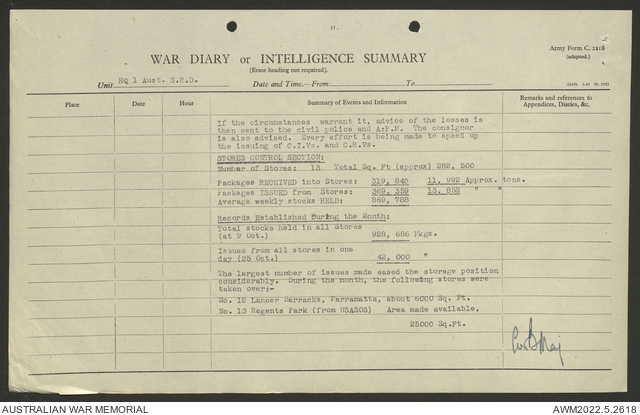 Army Form C. 2118
(adapted.)
WAR DIARY or INTELLIGENCE SUMMARY
(Erase heading not required).
Unit Hq 1 Aust. S.R.D. Date and Time.—From To
Place Date Hour Summary of Events and Information Remarks and references to
Appendices, Diaries, &c.
If the circumstances warrant it, advice of the losses is
then sent to the civil police and A.P.M. The consignor
is also advised. Every effort is being made to speed up
the issuing of C.I.Vs. and C.R.Vs.
STORES CONTROL SECTION:
Number of Stores: 13 Total Sq. Ft (approx) 282, 500
Packages RECEIVED into Stores: 319, 840 11, 992 Approx. tons.
Packages ISSUED from Stores: 369, 359 13, 852 " "
Average weekly stocks HELD: 869, 788
Records Established During the Month:
Total stocks held in all Stores
(at 9 Oct.) 928, 686 Pkgs.
Issues from all stores in one
day (25 Oct.) 42, 000 "
The largest number of issues made eased the storage position
considerably. During the month, the following stores were
taken over:-
No. 12 Lancer Barracks, Parramatta, about 6000 Sq. Ft.
No. 13 Regents Park (from USASOS) Area made available,
25000 Sq.Ft.
AUSTRALIAN WAR MEMORIAL
AWM2022.5.2618